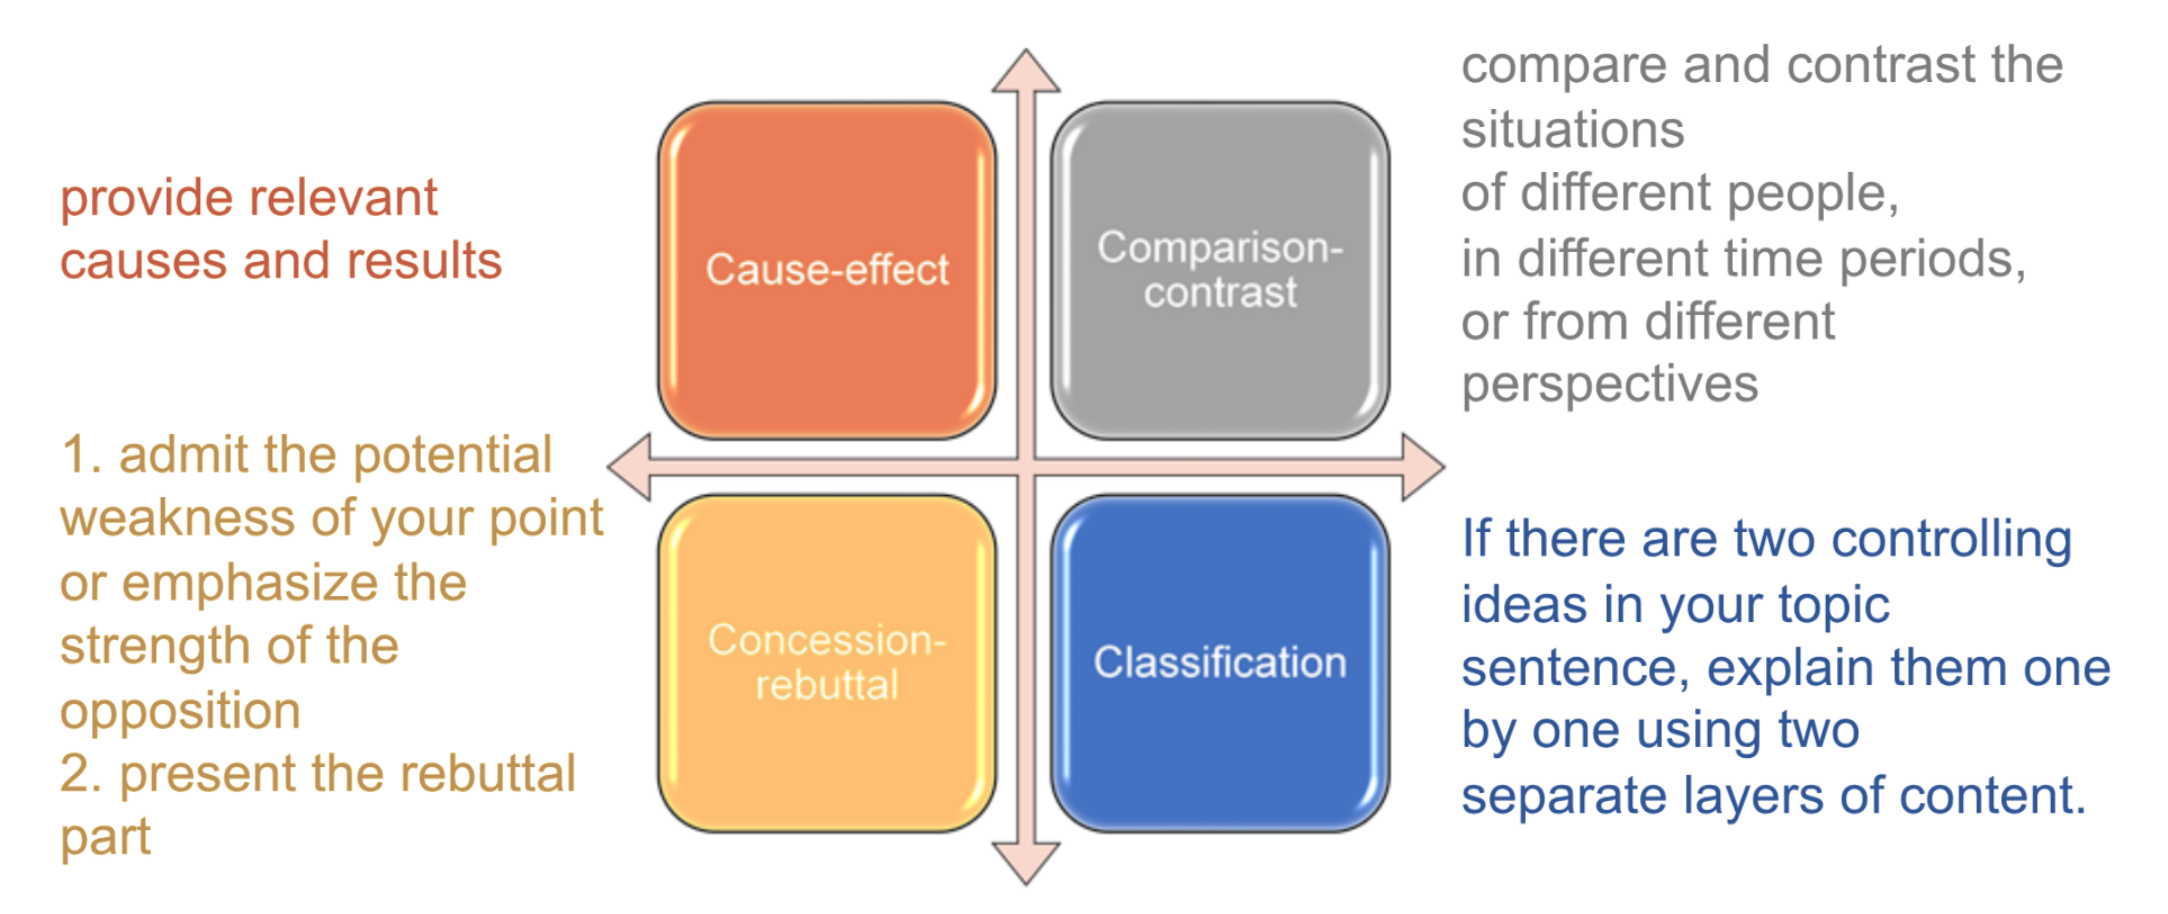 provide relevant
causes and results
Cause-effect
Comparison-
contrast
compare and contrast the
situations
of different people,
in different time periods,
or from different
perspectives
1. admit the potential
weakness of your point
or emphasize the
strength of the
opposition
2. present the rebuttal
part
Concession-
rebuttal
Classification
If there are two controlling
ideas in your topic
sentence, explain them one
by one using two
separate layers of content.